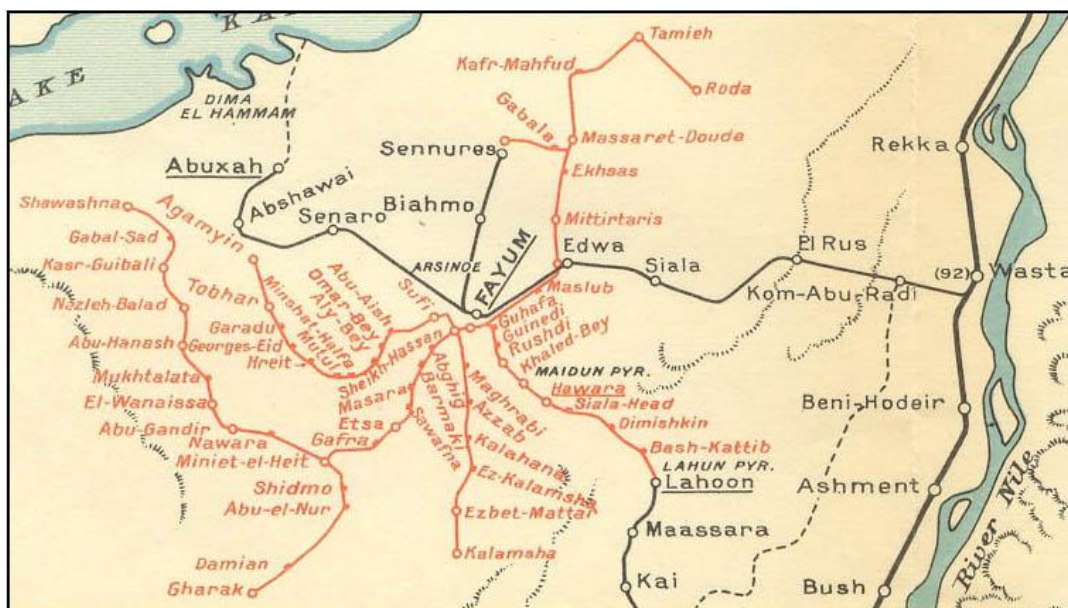 LAKE
KA
Tamieh
Kafr-Mahfud
Roda
DIMA
EL HAMMAM
Gabala
Massaret-Douda
Sennures
Rekka
Abuxah
Ekhsas
Shawashna
Abshawai
Senaro
Biahmo
Mittirtaris
Agamyin
Gabal-Sad
Edwa
El Rus
Kasr-Guibali
ARSINOE
FAYUM
Siala
(92)
Wasta
Kom-Abu-Radi
Maslub
Tobhar
Minshat-Halfa
Abu-Aish
Omar-Bey
Aly-Bey
Sufi
Nazleh-Balad
Garadu
Mutul
Guhafa
Guinedi
Rushdi
Khaled-Bey
Abu-Hanash
Georges-Eid
Hreit
Sheikh-Hassan
MAIDUN PYR.
Mukhtalata
Masara
Abghig
Barmaki
Maghrabi
Hawara
El-Wanaissa
Azzab
Siala-Head
Beni-Hodeir
Abu-Gandir
Nawara
Etsa
Gafra
Sawafna
Dimishkin
Kalahana
Bash-Kattib
Miniet-el-Heit
LAHUN PYR.
Shidmo
Ez-Kalamsha
Lahoon
Ashment
Abu-el-Nur
Ezbet-Mattar
Maassara
River Nile
Damian
Kalamsha
Gharak
Kai
Bush